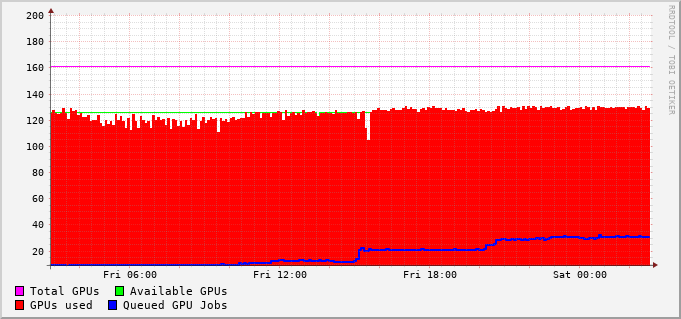 200
180
160
140
120
100
80
60
40
20
Fri 06:00 Fri 12:00 Fri 18:00 Sat 00:00
Total GPUs Available GPUs
GPUs used Queued GPU Jobs
RRDTOOL / TOBI OETIKER